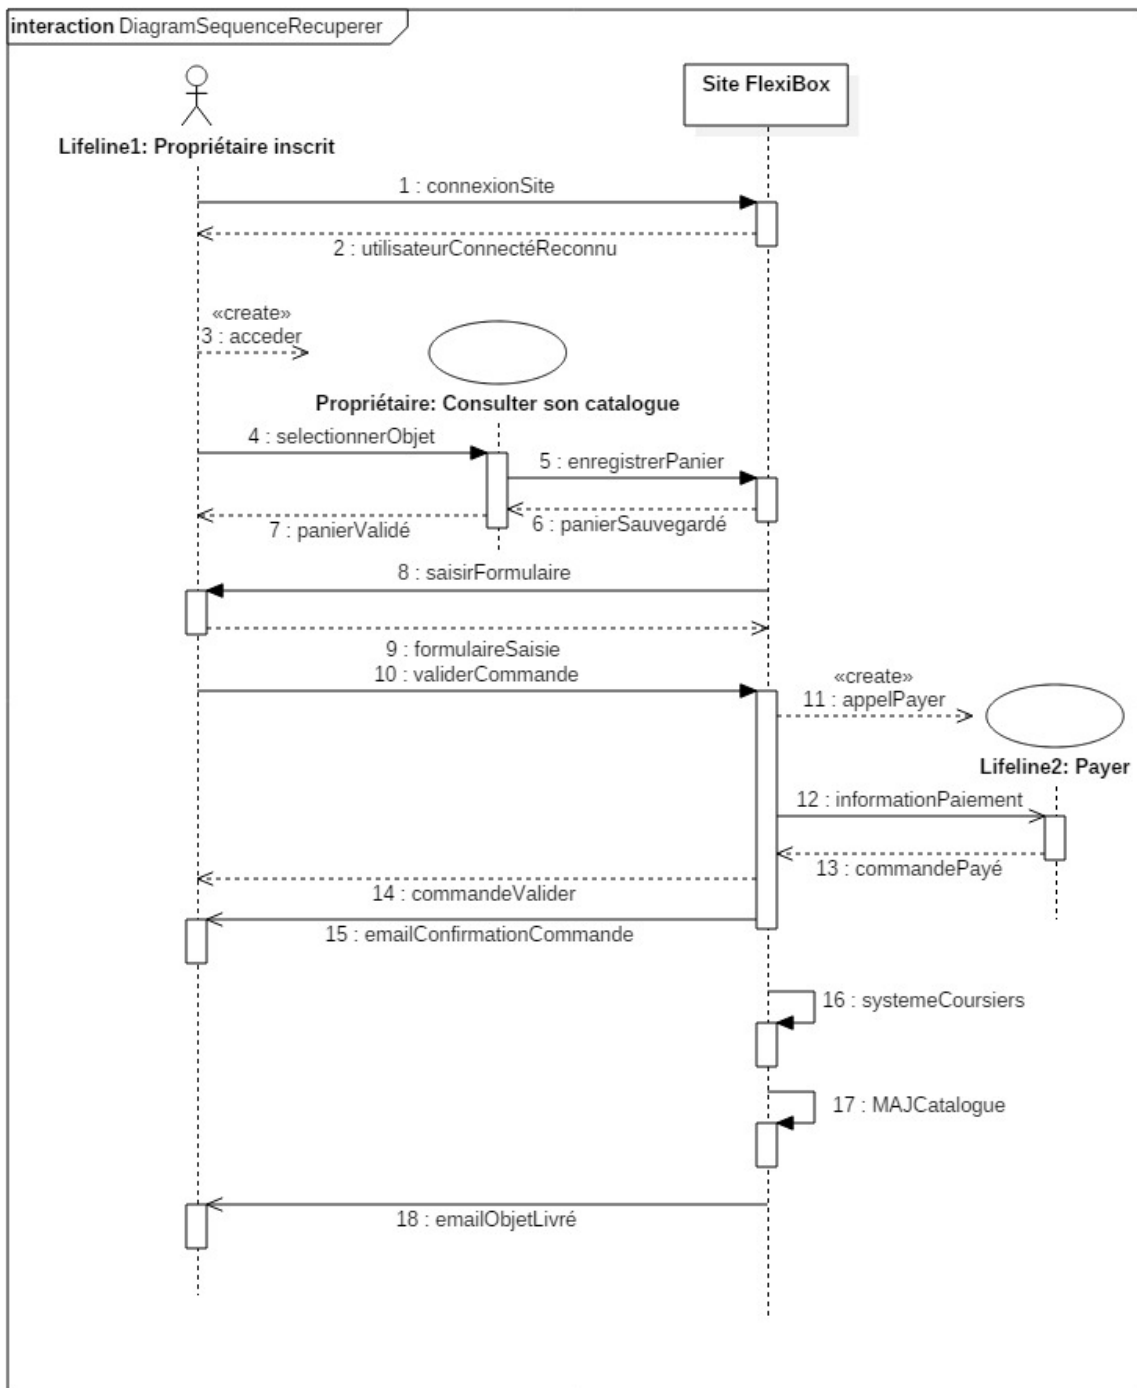 interaction DiagramSequenceRecuperer
Site FlexiBox
Lifeline1: Propriétaire inscrit
1 : connexionSite
2 : utilisateurConnectéReconnu
«create»
3 : acceder
Propriétaire: Consulter son catalogue
4 : selectionnerObjet
5 : enregistrerPanier
6 : panierSauvegardé
7 : panierValidé
8 : saisirFormulaire
9 : formulaireSaisie
10 : validerCommande
«create»
11 : appelPayer
Lifeline2: Payer
12 : informationPaiement
13 : commandePayé
14 : commandeValider
15 : emailConfirmationCommande
16 : systemeCoursiers
17 : MAJCatalogue
18 : emailObjetLivré